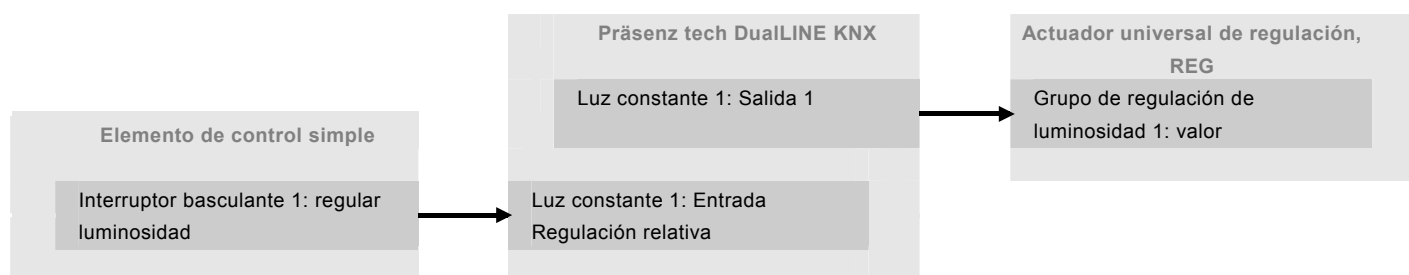 Elemento de control simple
Interruptor basculante 1: regular
luminosidad
Präsenz tech DualLINE KNX
Luz constante 1: Salida 1
Luz constante 1: Entrada
Regulación relativa
Actuador universal de regulación,
REG
Grupo de regulación de
luminosidad 1: valor